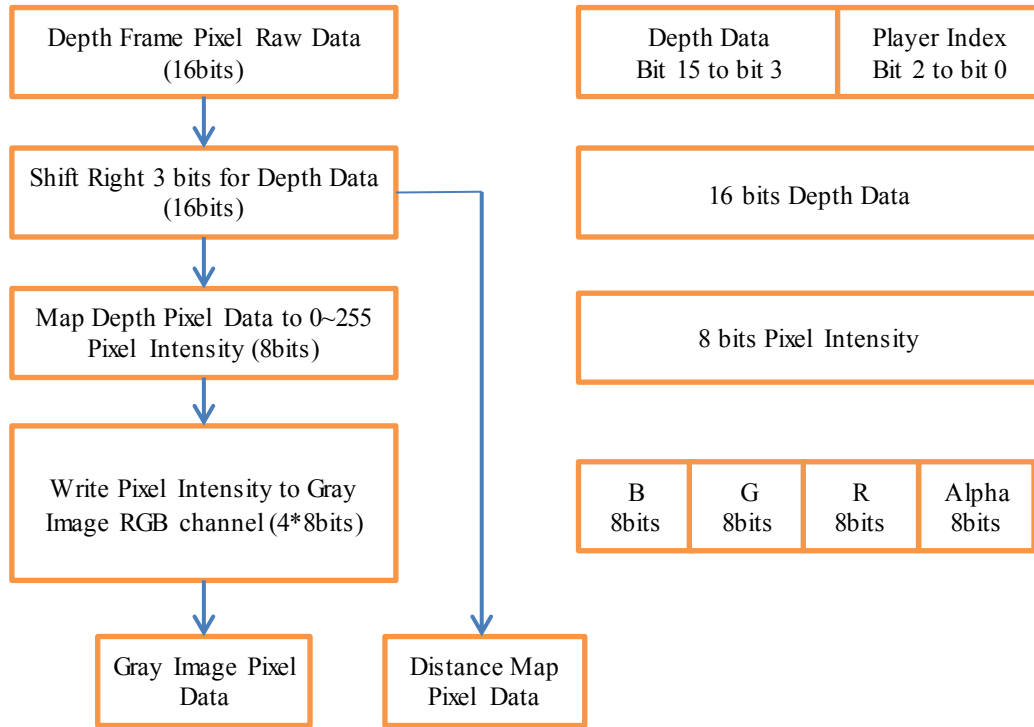 Depth Frame Pixel Raw Data
(16bits)
Depth Data
Bit 15 to bit 3
Player Index
Bit 2 to bit 0
Shift Right 3 bits for Depth Data
(16bits)
16 bits Depth Data
Map Depth Pixel Data to 0~255
Pixel Intensity (8bits)
8 bits Pixel Intensity
Write Pixel Intensity to Gray
Image RGB channel (4*8bits)
B
8bits
G
8bits
R
8bits
Alpha
8bits
Gray Image Pixel
Data
Distance Map
Pixel Data